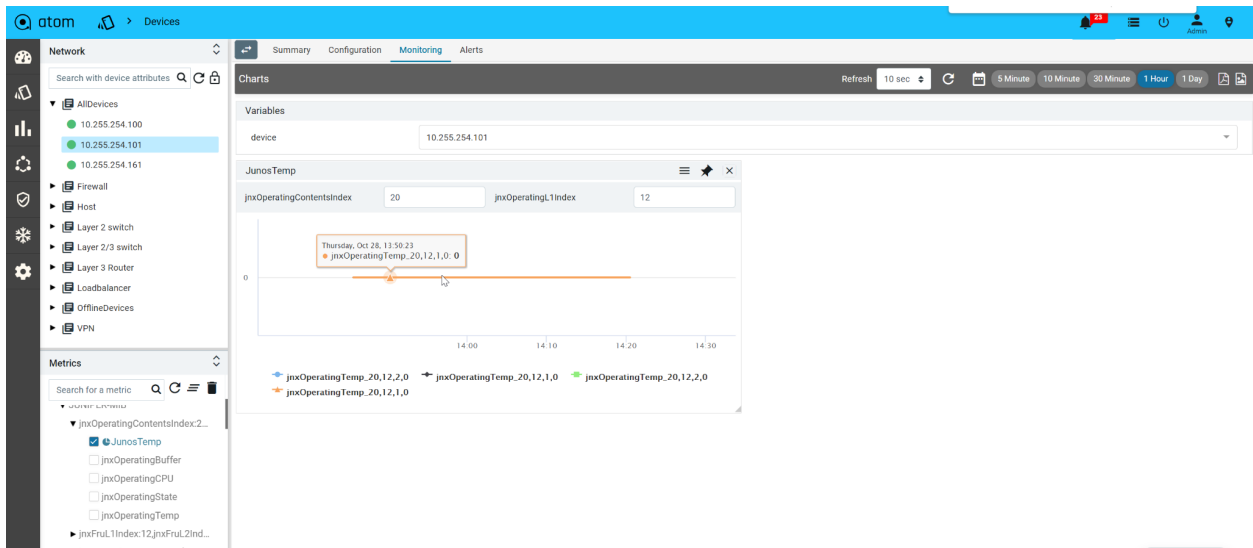 atom > Devices 23 Admin
Network
Search with device attributes
AllDevices
10.255.254.100
10.255.254.101
10.255.254.161
Firewall
Host
Layer 2 switch
Layer 2/3 switch
Layer 3 Router
Loadbalancer
OfflineDevices
VPN
Metrics
Search for a metric
JUNIPER-MIB
jnxOperatingContentsIndex:2...
JunosTemp
jnxOperatingBuffer
jnxOperatingCPU
jnxOperatingState
jnxOperatingTemp
jnxFruL1Index:12,jnxFruL2Ind...
Summary Configuration Monitoring Alerts
Charts Refresh 10 sec 5 Minute 10 Minute 30 Minute 1 Hour 1 Day
Variables
device 10.255.254.101
JunosTemp
jnxOperatingContentsIndex 20 jnxOperatingL1Index 12
Thursday, Oct 28, 13:50:23
jnxOperatingTemp_20,12,1,0: 0
0
14:00 14:10 14:20 14:30
jnxOperatingTemp_20,12,2,0 jnxOperatingTemp_20,12,1,0 jnxOperatingTemp_20,12,2,0
jnxOperatingTemp_20,12,1,0